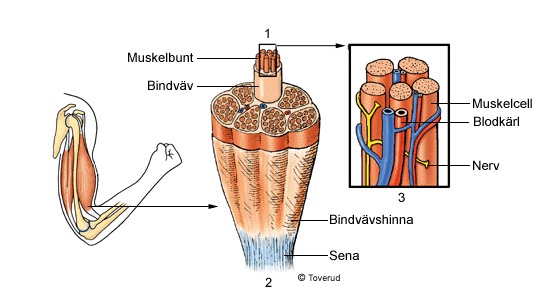 1
Muskelbunt
Bindväv
Muskelcell
Blodkärl
Nerv
3
Bindvävshinna
Sena
© Toverud
2